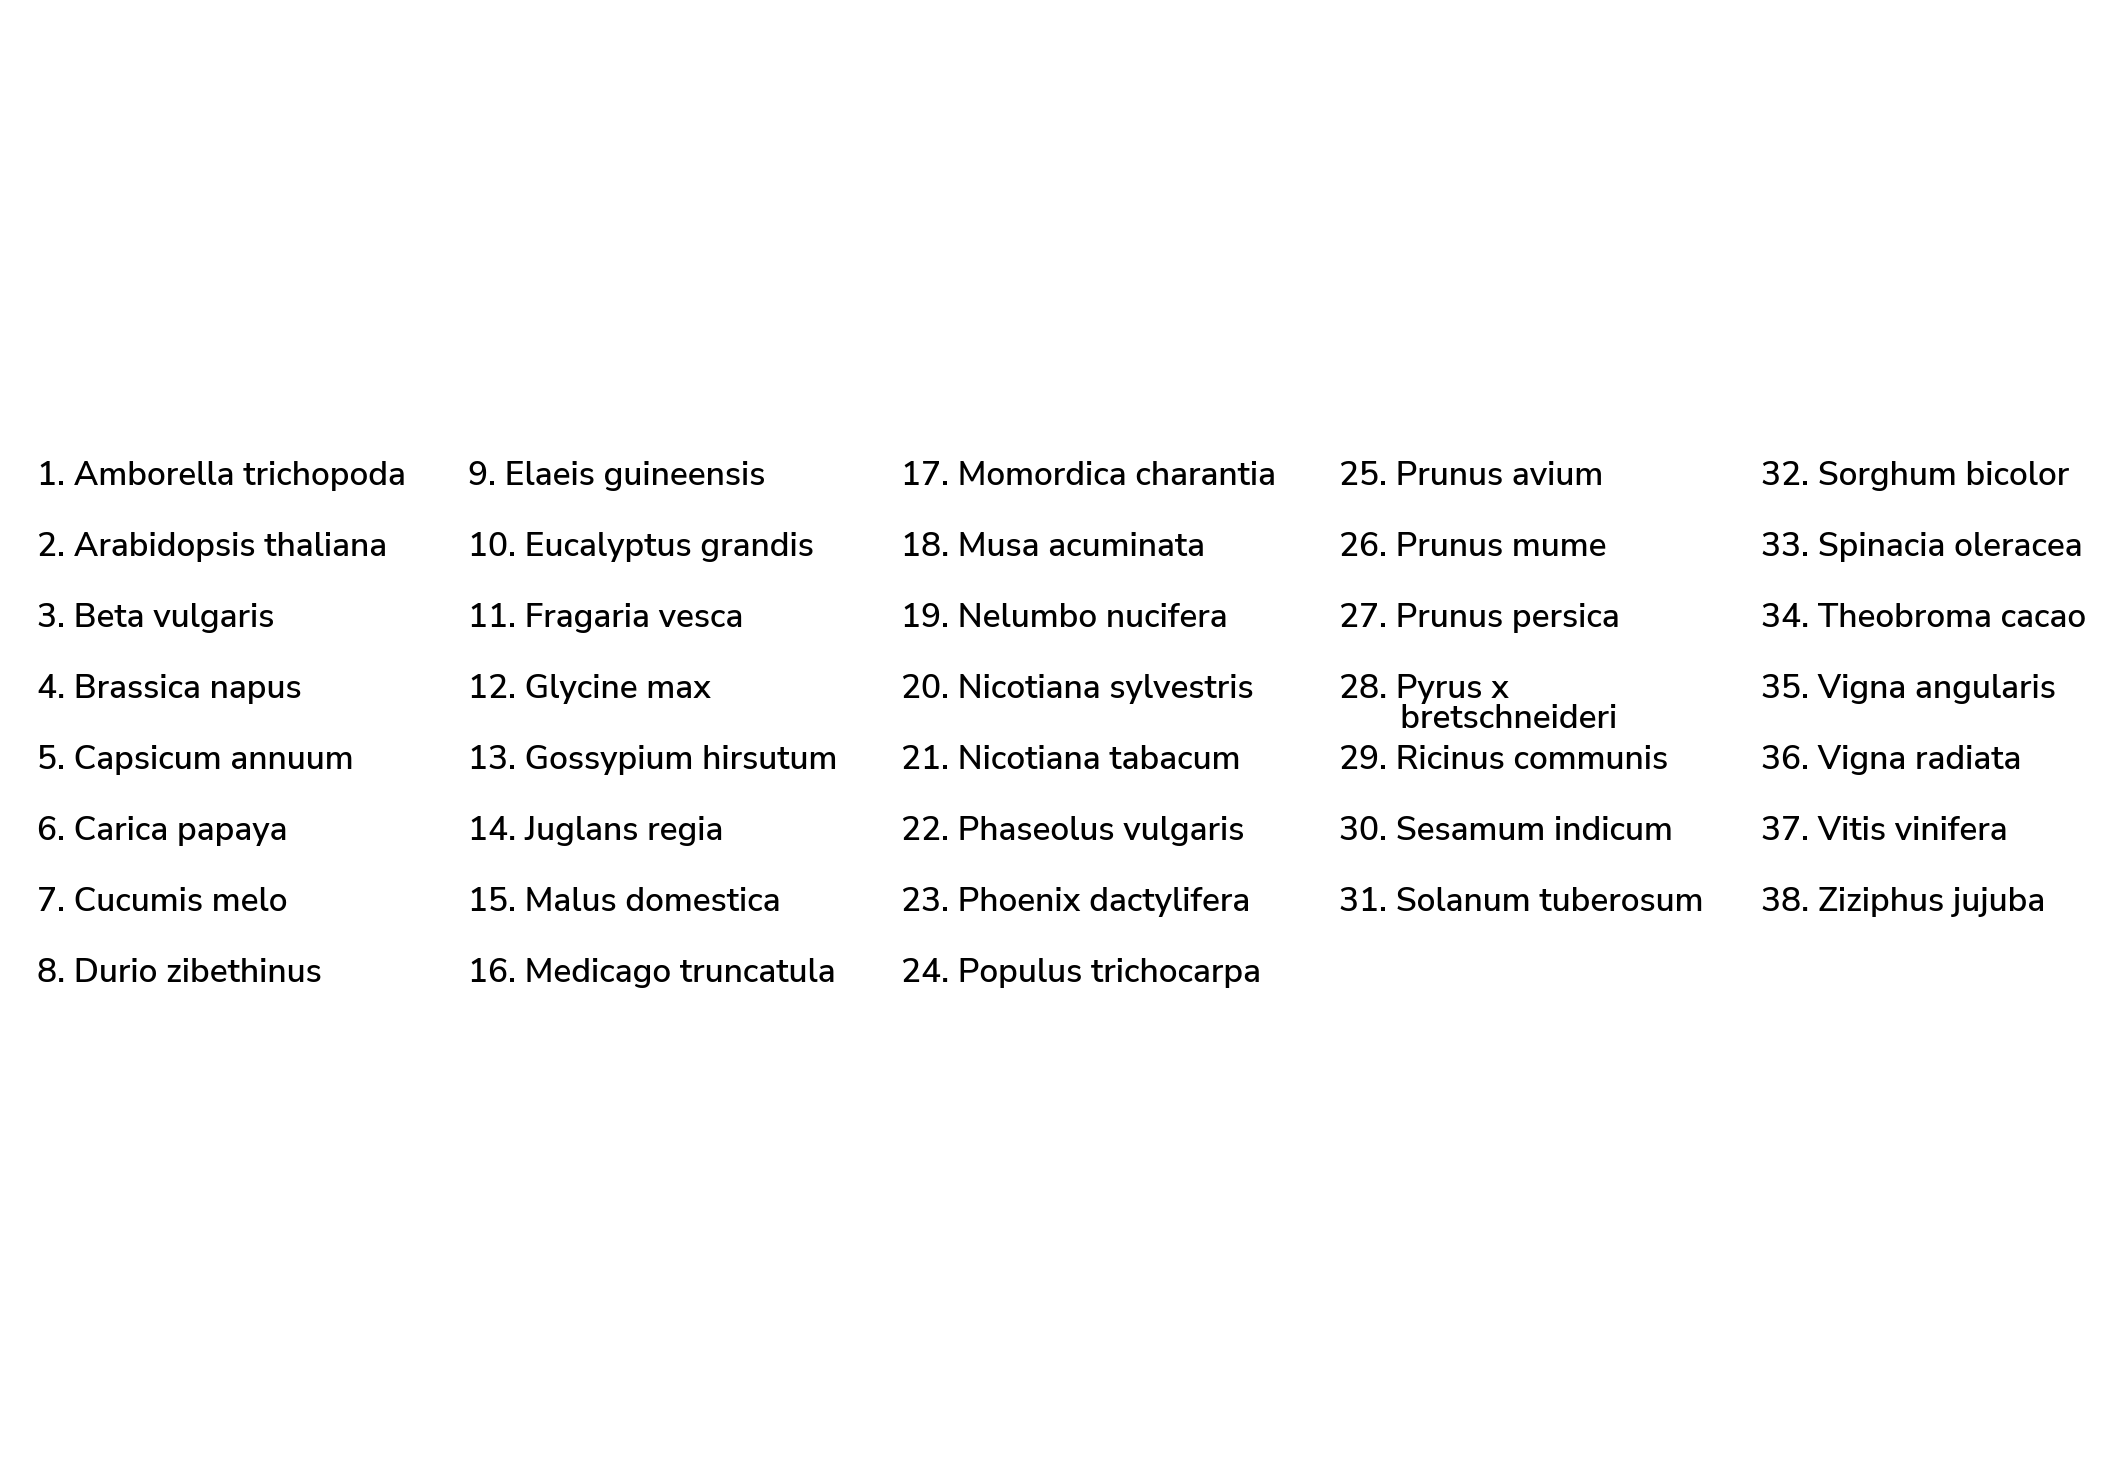 1. Amborella trichopoda
2. Arabidopsis thaliana
3. Beta vulgaris
4. Brassica napus
5. Capsicum annuum
6. Carica papaya
7. Cucumis melo
8. Durio zibethinus
9. Elaeis guineensis
10. Eucalyptus grandis
11. Fragaria vesca
12. Glycine max
13. Gossypium hirsutum
14. Juglans regia
15. Malus domestica
16. Medicago truncatula
17. Momordica charantia
18. Musa acuminata
19. Nelumbo nucifera
20. Nicotiana sylvestris
21. Nicotiana tabacum
22. Phaseolus vulgaris
23. Phoenix dactylifera
24. Populus trichocarpa
25. Prunus avium
26. Prunus mume
27. Prunus persica
28. Pyrus x
bretschneideri
29. Ricinus communis
30. Sesamum indicum
31. Solanum tuberosum
32. Sorghum bicolor
33. Spinacia oleracea
34. Theobroma cacao
35. Vigna angularis
36. Vigna radiata
37. Vitis vinifera
38. Ziziphus jujuba